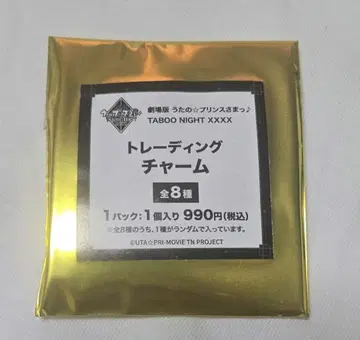 劇場版 うたの☆プリンスさまっ♪
TABOO NIGHT XXXX
トレーディング
チャーム
全8種
1パック:1個入り 990円(税込)
※全8種のうち、1種がランダムで入っています。
©UTA☆PRI-MOVIE TN PROJECT